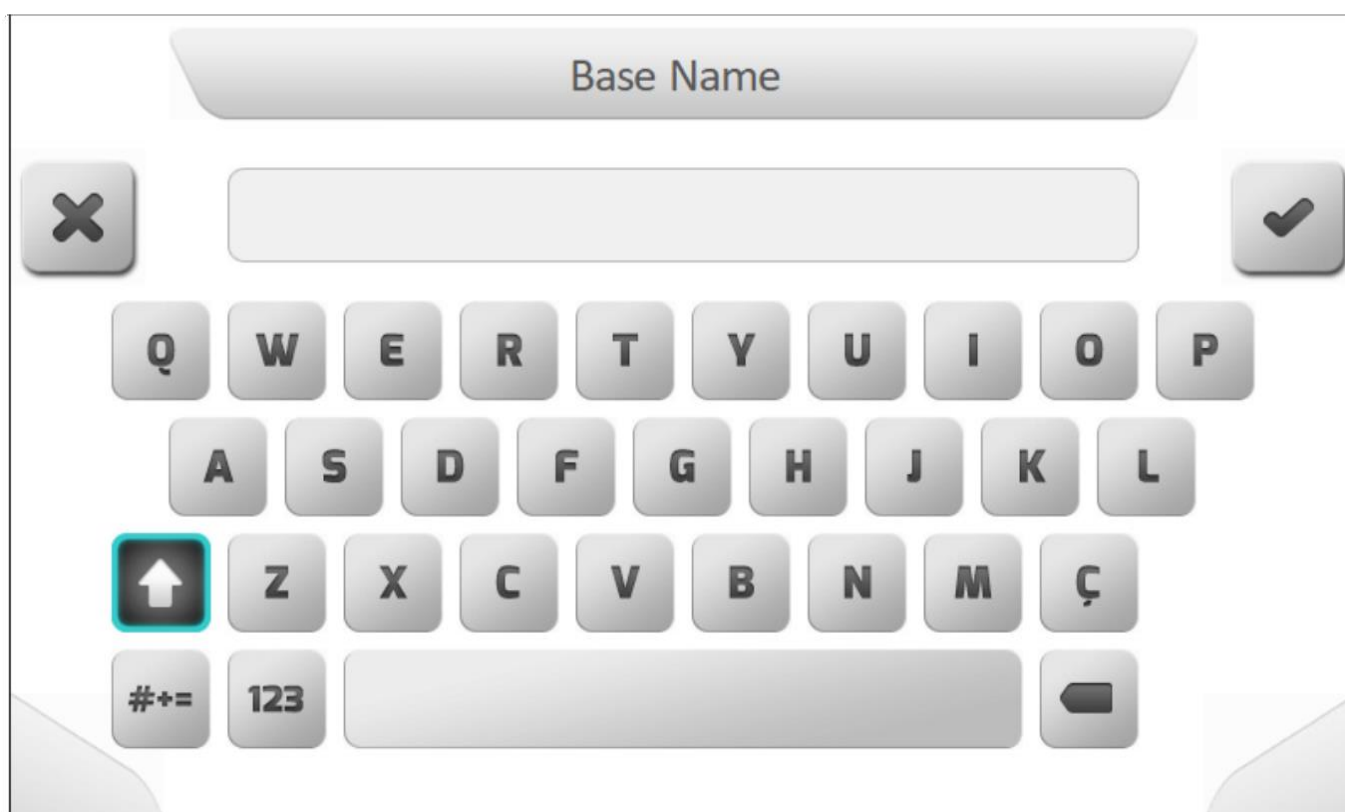 Base Name
Q W E R T Y U I O P
A S D F G H J K L
Z X C V B N M Ç
#+= 123